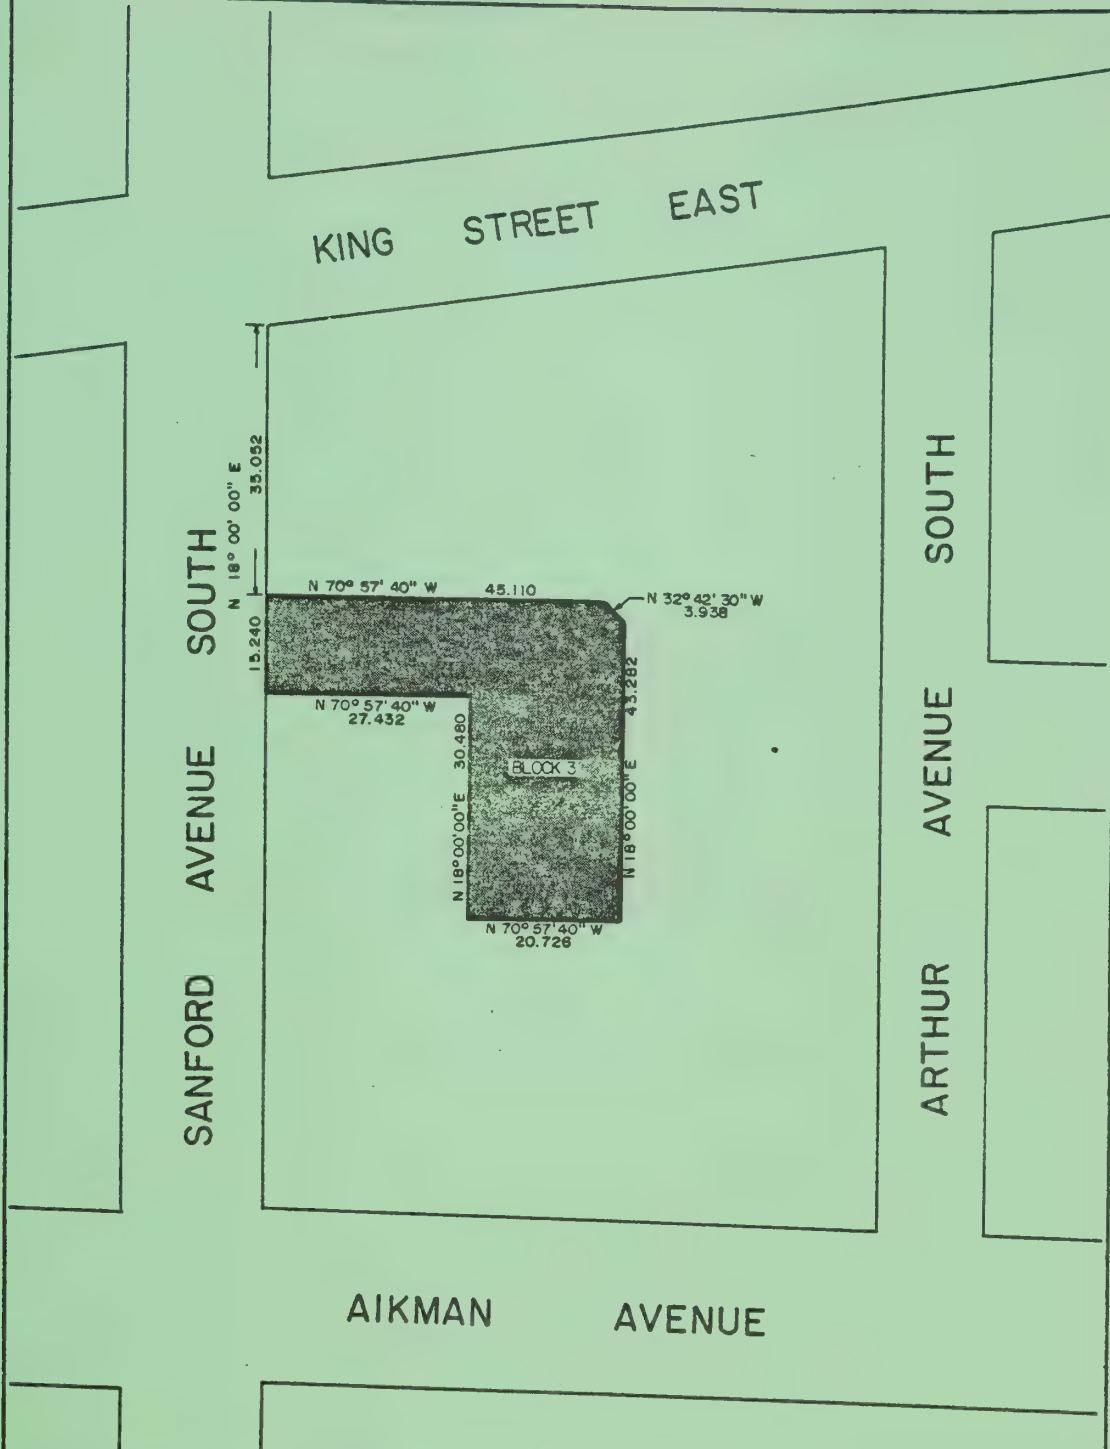 KING STREET EAST
SANFORD AVENUE SOUTH
N 18° 00' 00" E
35.052
15.240
N 70° 57' 40" W 45.110
N 32° 42' 30" W
3.938
N 70° 57' 40" W
27.432
N 18° 00' 00" E 30.480
BLOCK 3
N 18° 00' 00" E 43.282
N 70° 57' 40" W
20.726
ARTHUR AVENUE SOUTH
AIKMAN AVENUE